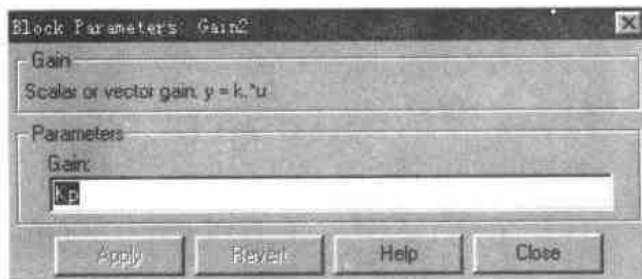 Block Parameters: Gain2
Gain
Scalar or vector gain. y = k.*u
Parameters
Gain:
Kp
Apply Revert Help Close